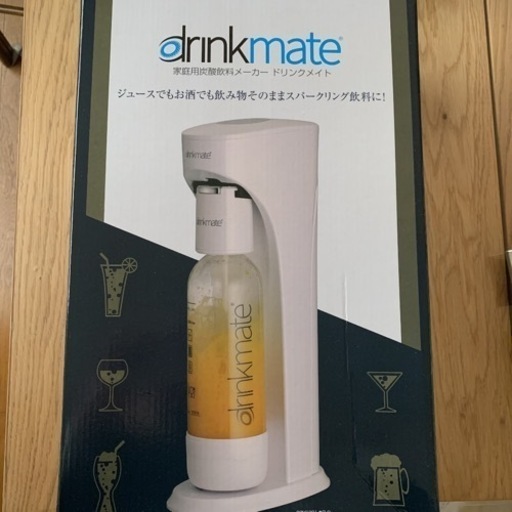 drinkmate
家庭用炭酸飲料メーカー ドリンクメイト
ジュースでもお酒でも飲み物そのままスパークリング飲料に!
drinkmate
drinkmate
drinkmate